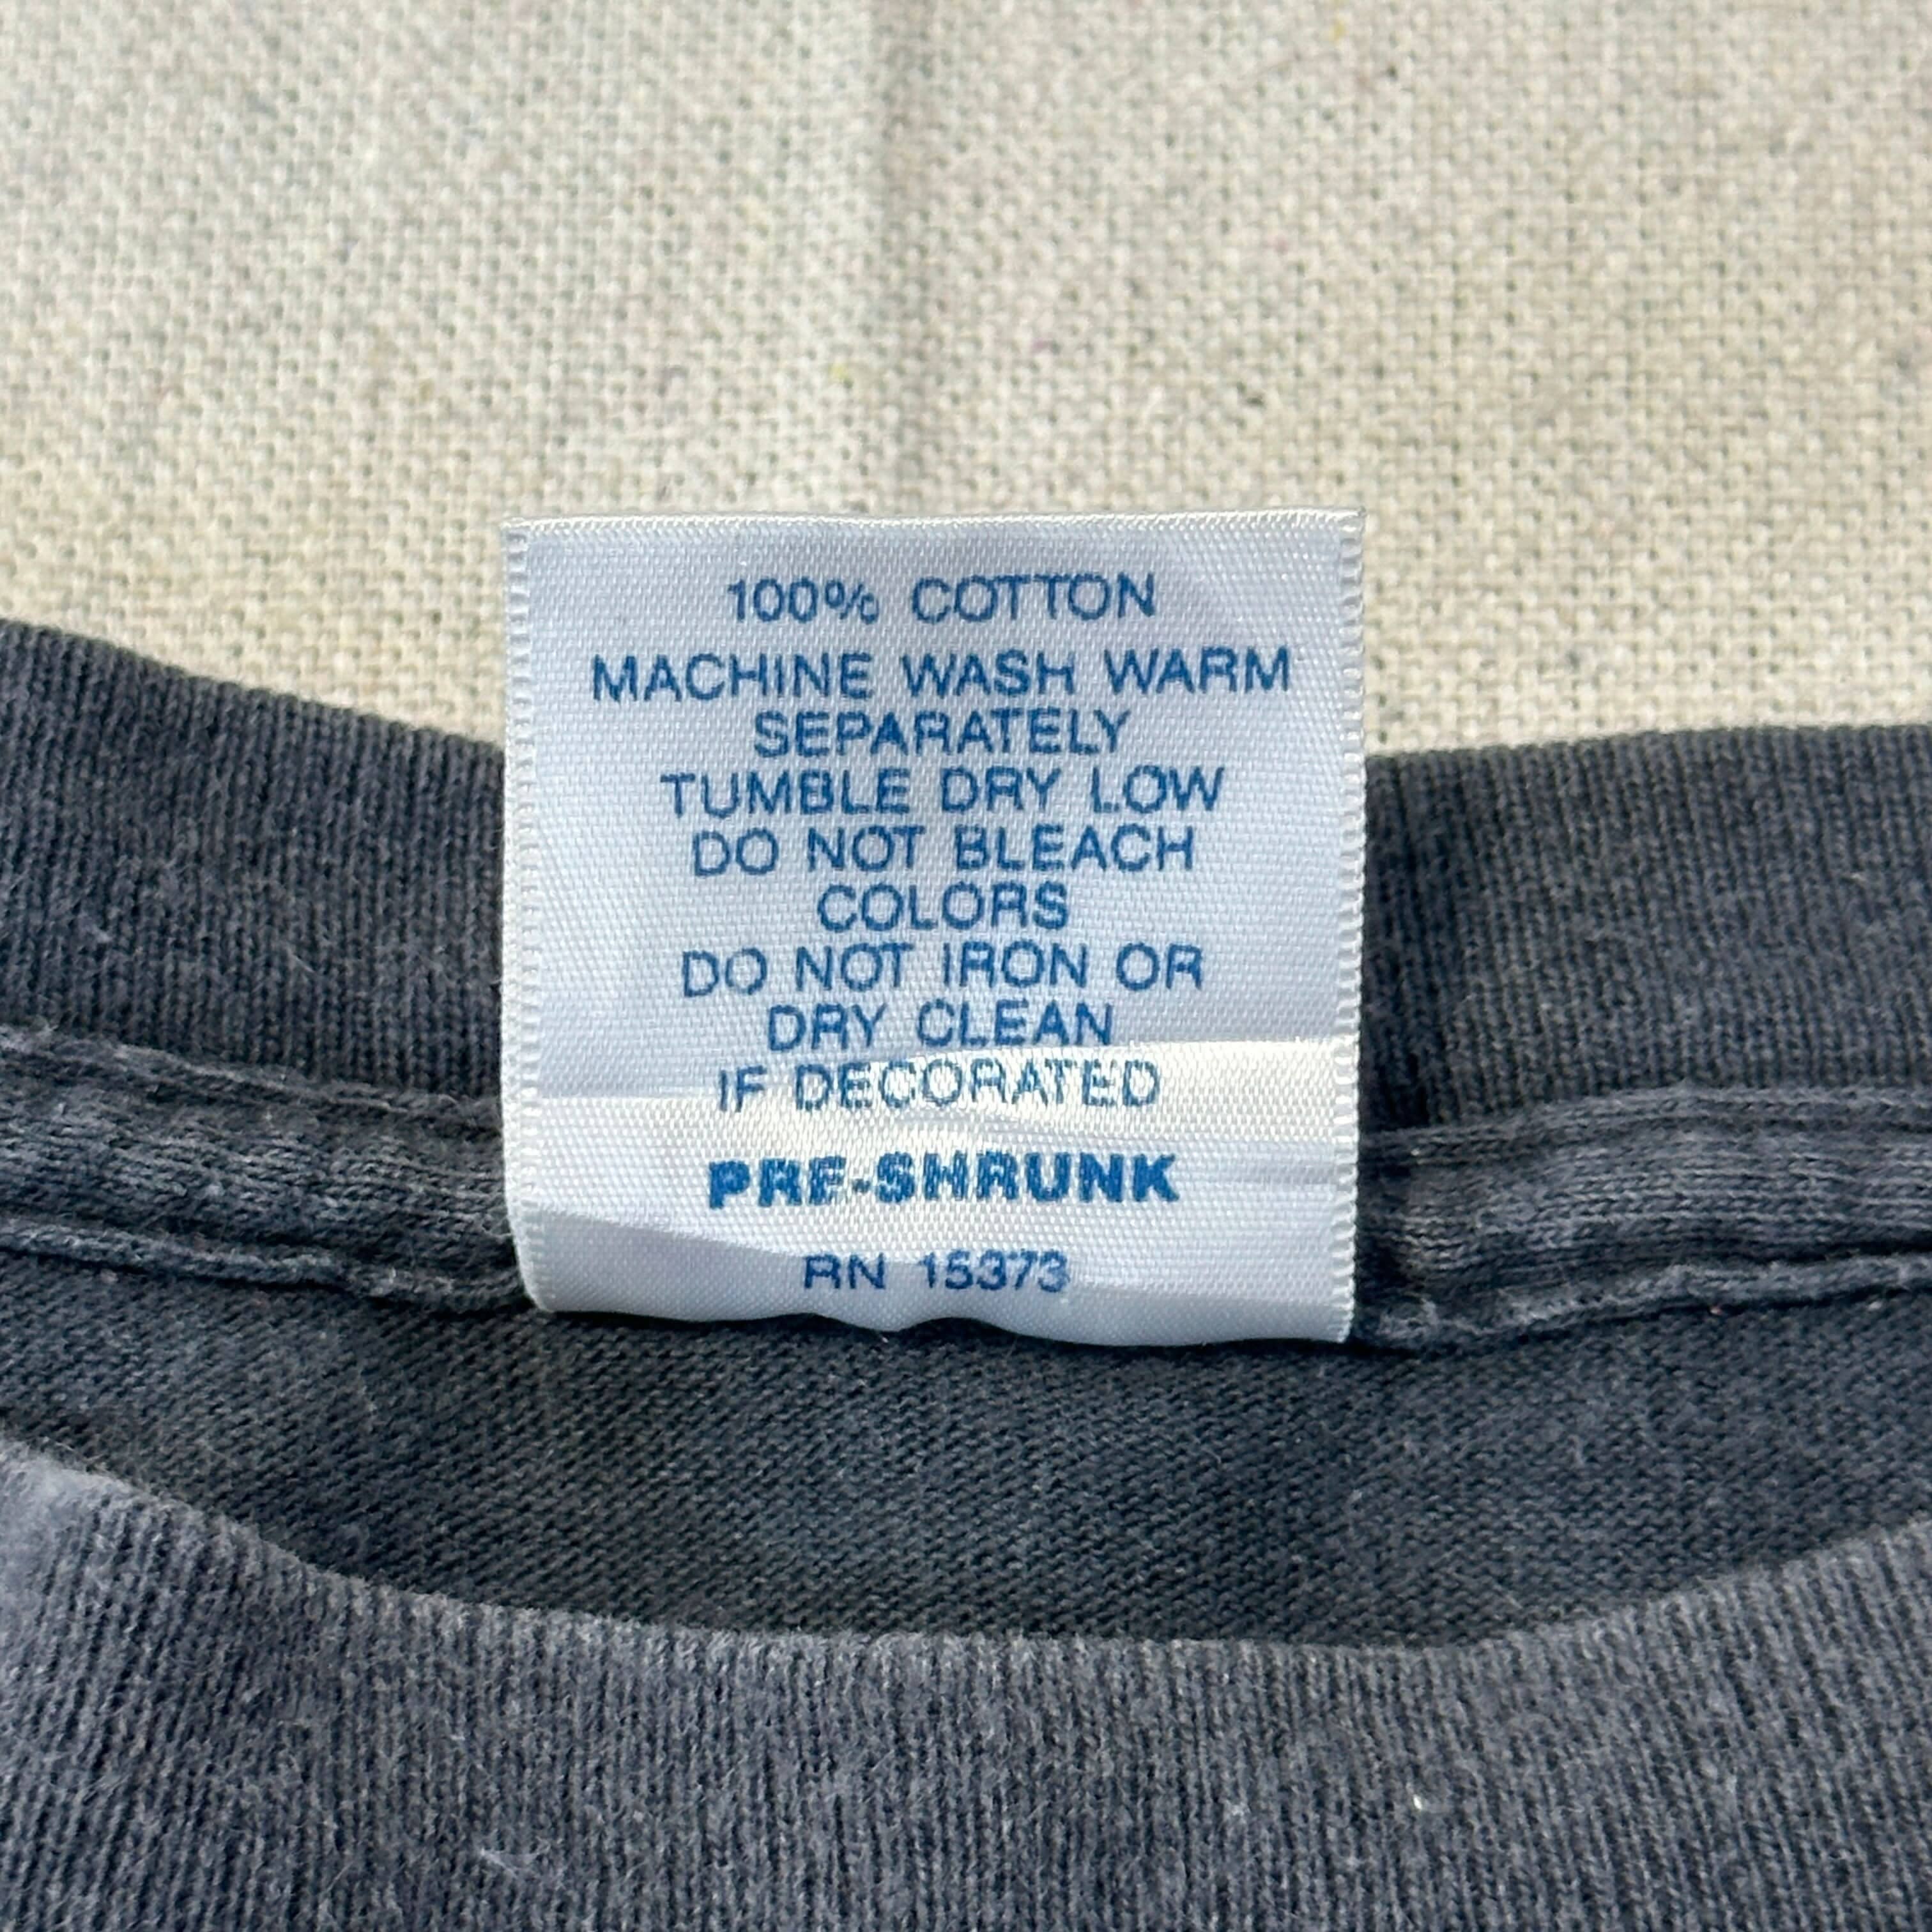 100% COTTON
MACHINE WASH WARM
SEPARATELY
TUMBLE DRY LOW
DO NOT BLEACH
COLORS
DO NOT IRON OR
DRY CLEAN
IF DECORATED
PRE-SHRUNK
RN 15373